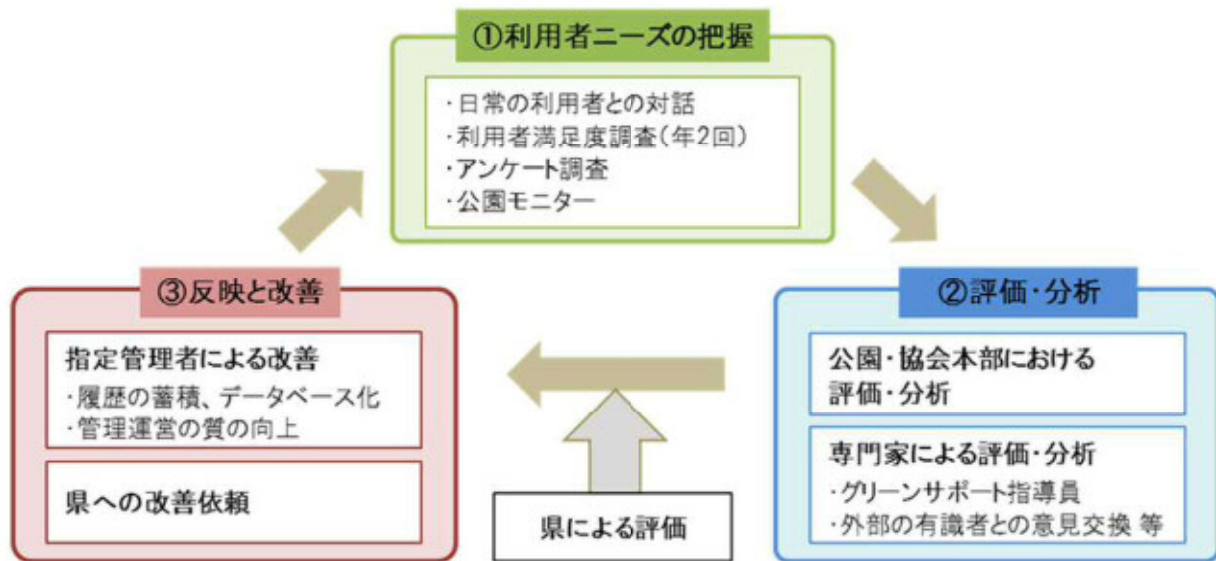 ①利用者ニーズの把握
・日常の利用者との対話
・利用者満足度調査(年2回)
・アンケート調査
・公園モニター
②評価・分析
公園・協会本部における
評価・分析
専門家による評価・分析
・グリーンサポート指導員
・外部の有識者との意見交換 等
③反映と改善
指定管理者による改善
・履歴の蓄積、データベース化
・管理運営の質の向上
県への改善依頼
県による評価